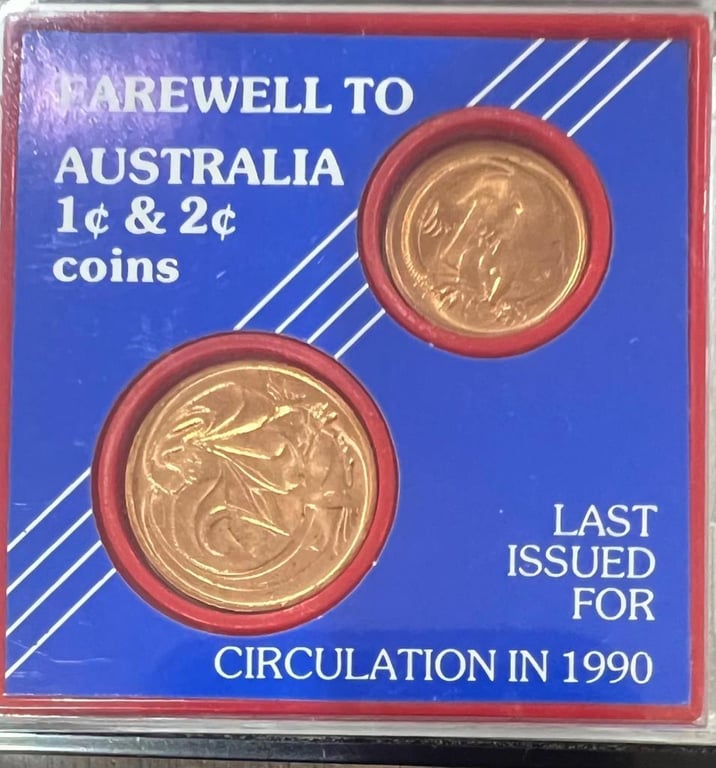 FAREWELL TO
AUSTRALIA
1¢ & 2¢
coins
LAST
ISSUED
FOR
CIRCULATION IN 1990